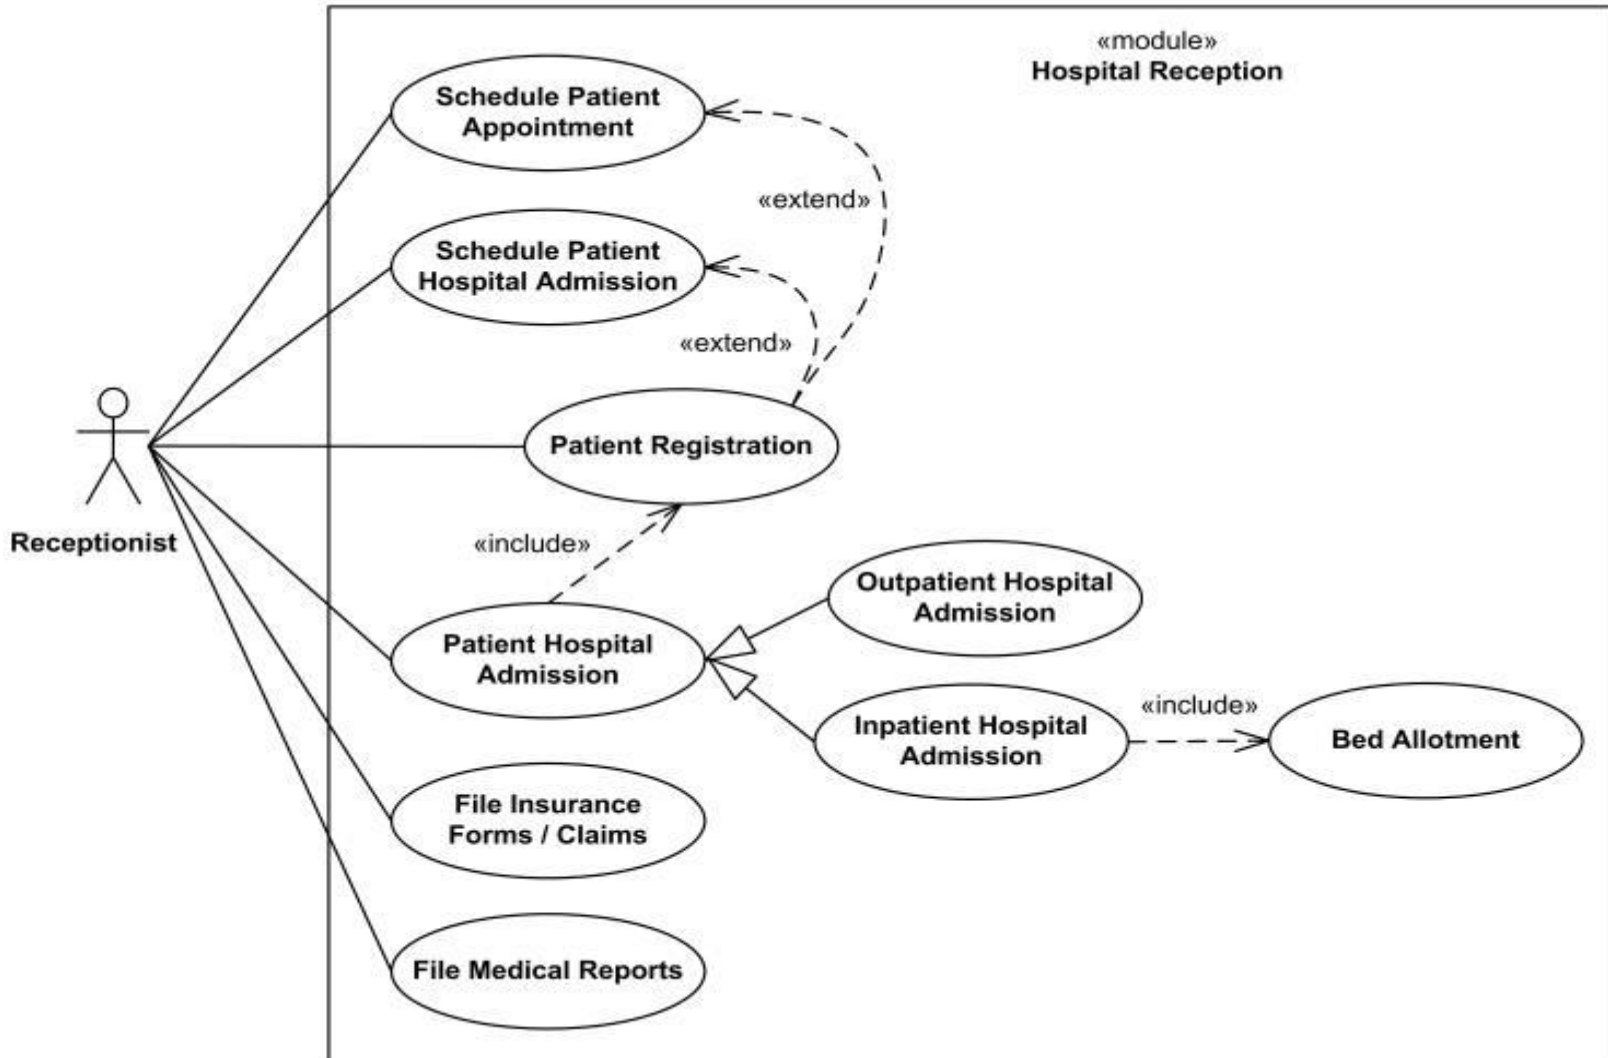 «module»
Hospital Reception
Schedule Patient
Appointment
«extend»
Schedule Patient
Hospital Admission
«extend»
Patient Registration
Receptionist
«include»
Outpatient Hospital
Admission
Patient Hospital
Admission
«include»
Inpatient Hospital
Admission
Bed Allotment
File Insurance
Forms / Claims
File Medical Reports